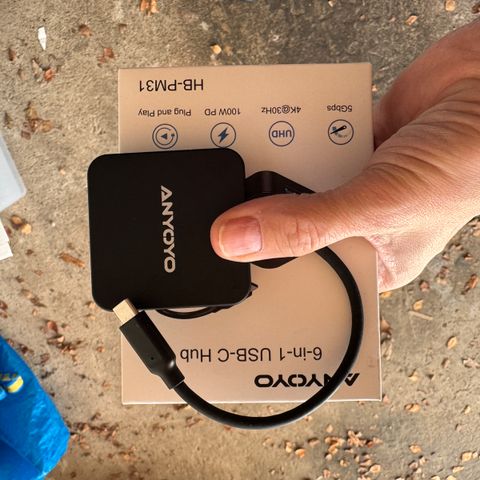 ANYOYO
6-in-1 USB-C Hub
5Gbps
4K@30Hz
100W PD
Plug and Play
UHD
HB-PM31
ANYOYO